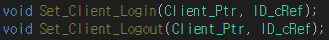 void Set_Client_Login(Client_Ptr, ID_cRef);
void Set_Client_Logout(Client_Ptr, ID_cRef);